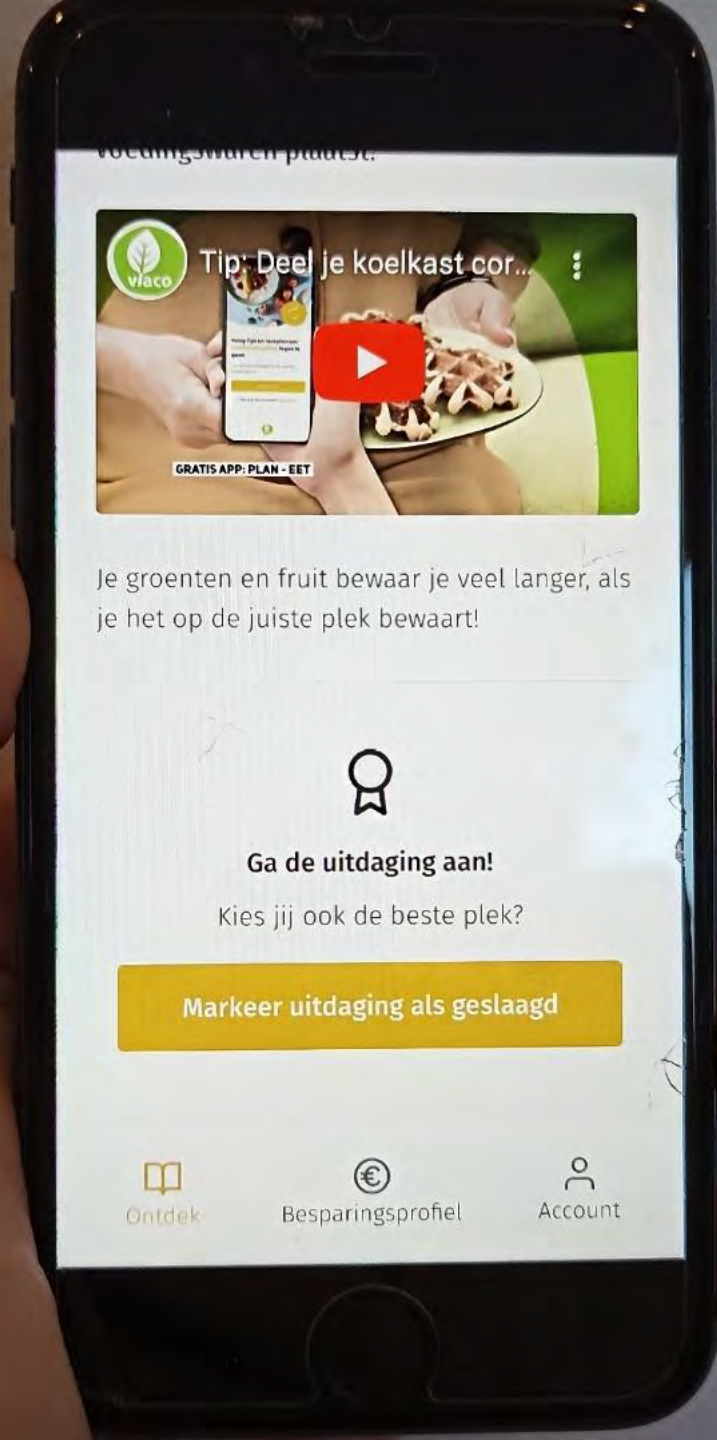 voedingswaren plaatst.
vlaco
Tip: Deel je koelkast cor...
GRATIS APP: PLAN - EET
Je groenten en fruit bewaar je veel langer, als
je het op de juiste plek bewaart!
Ga de uitdaging aan!
Kies jij ook de beste plek?
Markeer uitdaging als geslaagd
Ontdek
Besparingsprofiel
Account